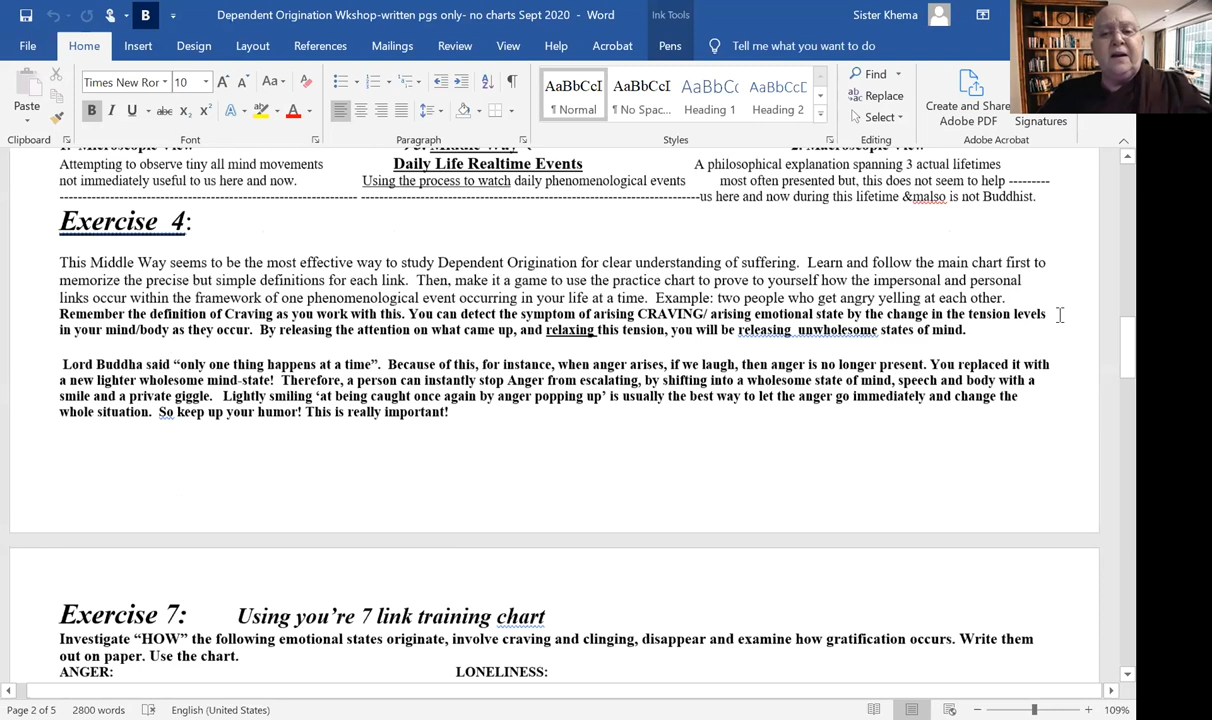 Dependent Origination Wkshop-written pgs only- no charts Sept 2020 - Word
Ink Tools
Sister Khema
File Home Insert Design Layout References Mailings Review View Help Acrobat Pens Tell me what you want to do
Paste
Times New Ror 10
AaBbCcI AaBbCcI AaBbC AaBbCcD
¶ Normal ¶ No Spac... Heading 1 Heading 2
Find
Replace
Select
Create and Share
Adobe PDF
Signatures
Clipboard Font Paragraph Styles Editing Adobe Acrobat
Attempting to observe tiny all mind movements Daily Life Realtime Events A philosophical explanation spanning 3 actual lifetimes
not immediately useful to us here and now. Using the process to watch daily phenomenological events most often presented but, this does not seem to help ---------
us here and now during this lifetime &malso is not Buddhist.
Exercise 4:
This Middle Way seems to be the most effective way to study Dependent Origination for clear understanding of suffering. Learn and follow the main chart first to
memorize the precise but simple definitions for each link. Then, make it a game to use the practice chart to prove to yourself how the impersonal and personal
links occur within the framework of one phenomenological event occurring in your life at a time. Example: two people who get angry yelling at each other.
Remember the definition of Craving as you work with this. You can detect the symptom of arising CRAVING/ arising emotional state by the change in the tension levels
in your mind/body as they occur. By releasing the attention on what came up, and relaxing this tension, you will be releasing unwholesome states of mind.
Lord Buddha said “only one thing happens at a time”. Because of this, for instance, when anger arises, if we laugh, then anger is no longer present. You replaced it with
a new lighter wholesome mind-state! Therefore, a person can instantly stop Anger from escalating, by shifting into a wholesome state of mind, speech and body with a
smile and a private giggle. Lightly smiling ‘at being caught once again by anger popping up’ is usually the best way to let the anger go immediately and change the
whole situation. So keep up your humor! This is really important!
Exercise 7: Using you’re 7 link training chart
Investigate “HOW” the following emotional states originate, involve craving and clinging, disappear and examine how gratification occurs. Write them
out on paper. Use the chart.
ANGER: LONELINESS:
Page 2 of 5 2800 words English (United States) 109%